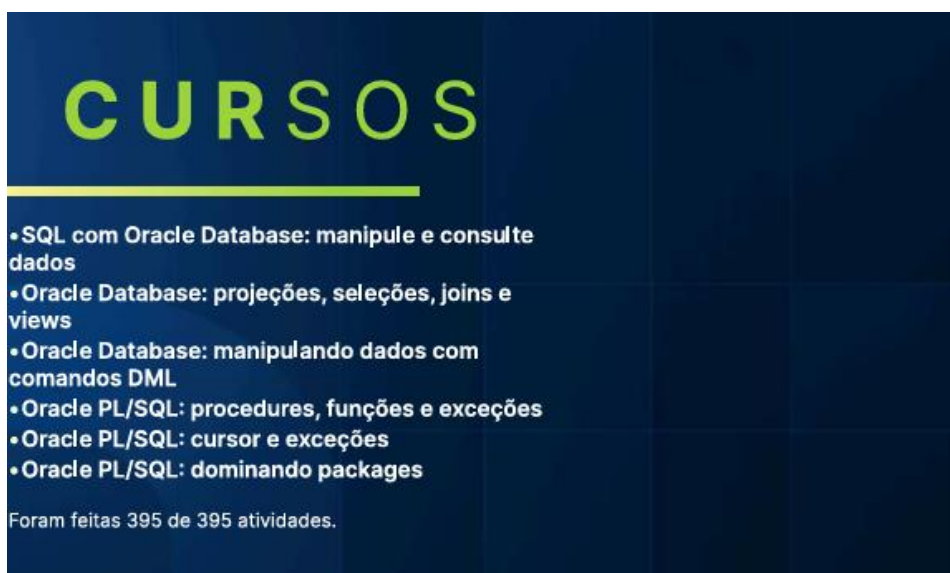 CURSOS
•SQL com Oracle Database: manipule e consulte
dados
•Oracle Database: projeções, seleções, joins e
views
•Oracle Database: manipulando dados com
comandos DML
•Oracle PL/SQL: procedures, funções e exceções
•Oracle PL/SQL: cursor e exceções
•Oracle PL/SQL: dominando packages
Foram feitas 395 de 395 atividades.